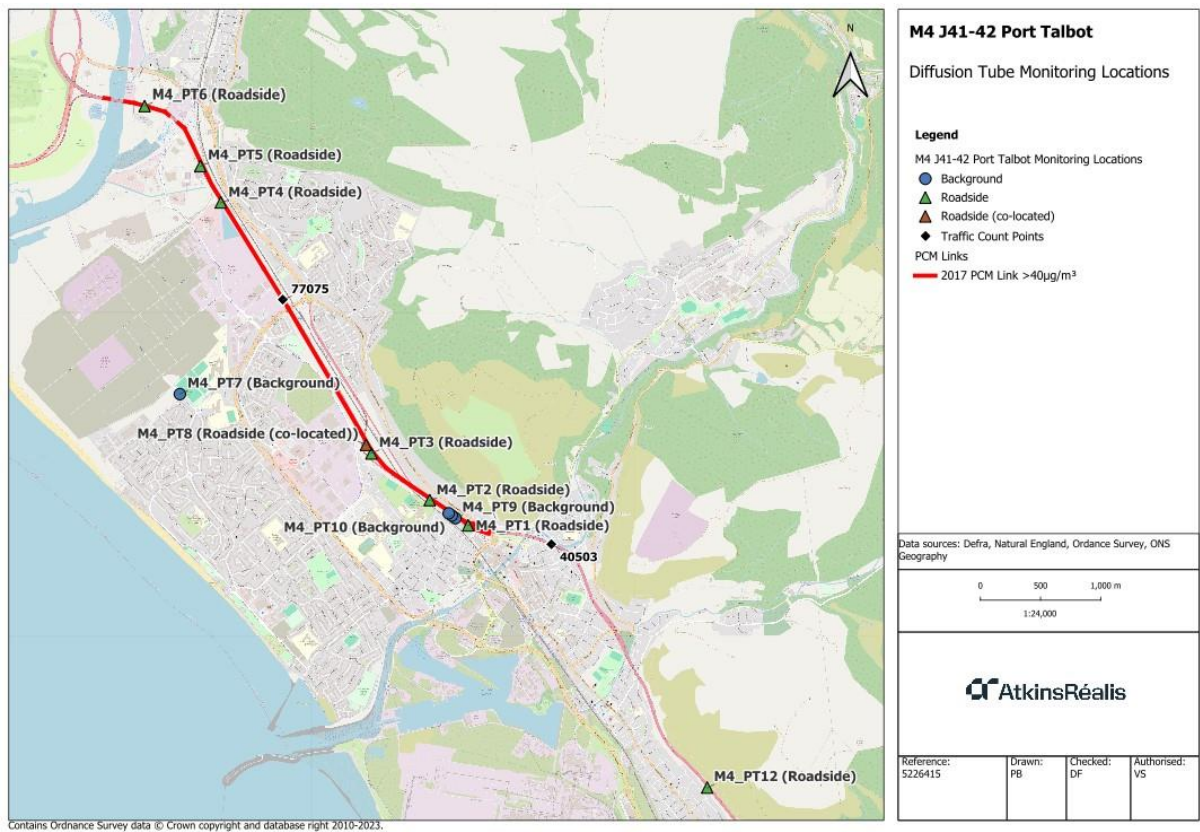 M4_PT6 (Roadside)
M4_PT5 (Roadside)
M4_PT4 (Roadside)
77075
M4_PT7 (Background)
M4_PT8 (Roadside (co-located))
M4_PT3 (Roadside)
M4_PT2 (Roadside)
M4_PT9 (Background)
M4_PT10 (Background)
M4_PT1 (Roadside)
40503
M4_PT12 (Roadside)
N
Contains Ordnance Survey data © Crown copyright and database right 2010-2023.
M4 J41-42 Port Talbot
Diffusion Tube Monitoring Locations
Legend
M4 J41-42 Port Talbot Monitoring Locations
Background
Roadside
Roadside (co-located)
Traffic Count Points
PCM Links
2017 PCM Link >40µg/m³
Data sources: Defra, Natural England, Ordance Survey, ONS
Geography
0 500 1,000 m
1:24,000
AtkinsRéalis
Reference: Drawn: Checked: Authorised:
5226415 PB DF VS